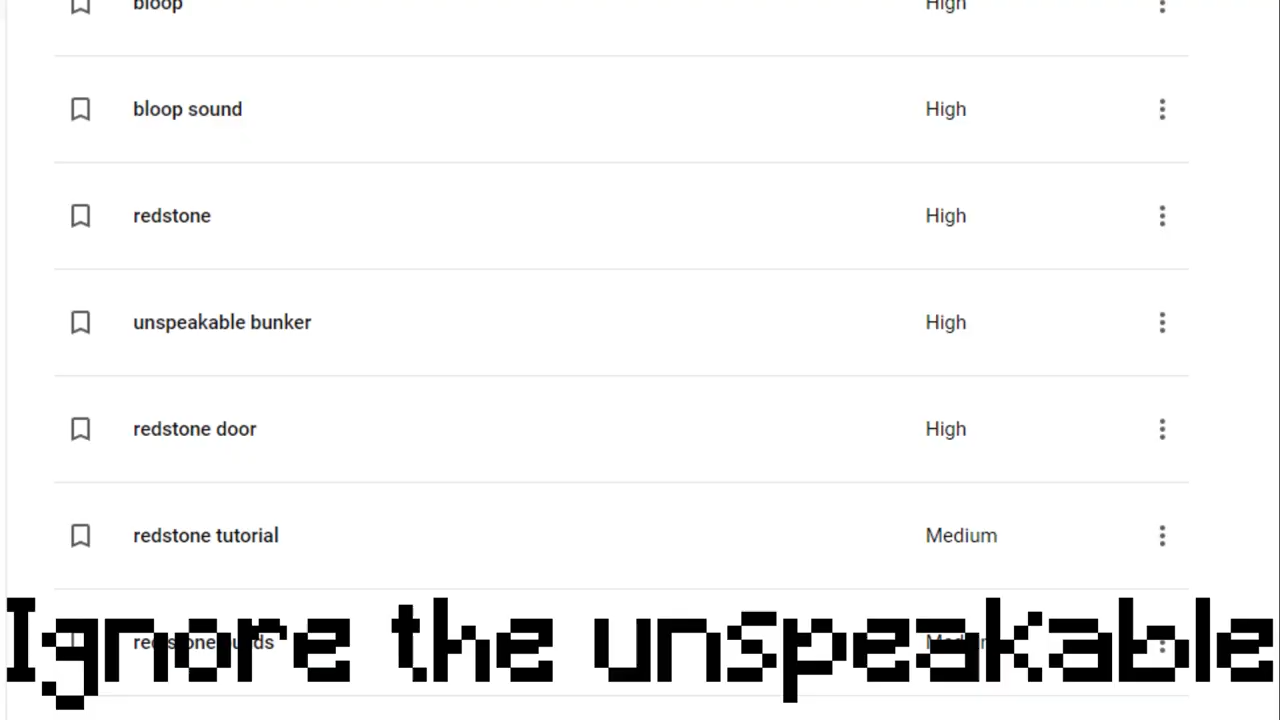 bloop High
bloop sound High
redstone High
unspeakable bunker High
redstone door High
redstone tutorial Medium
Ignore the unspeakable